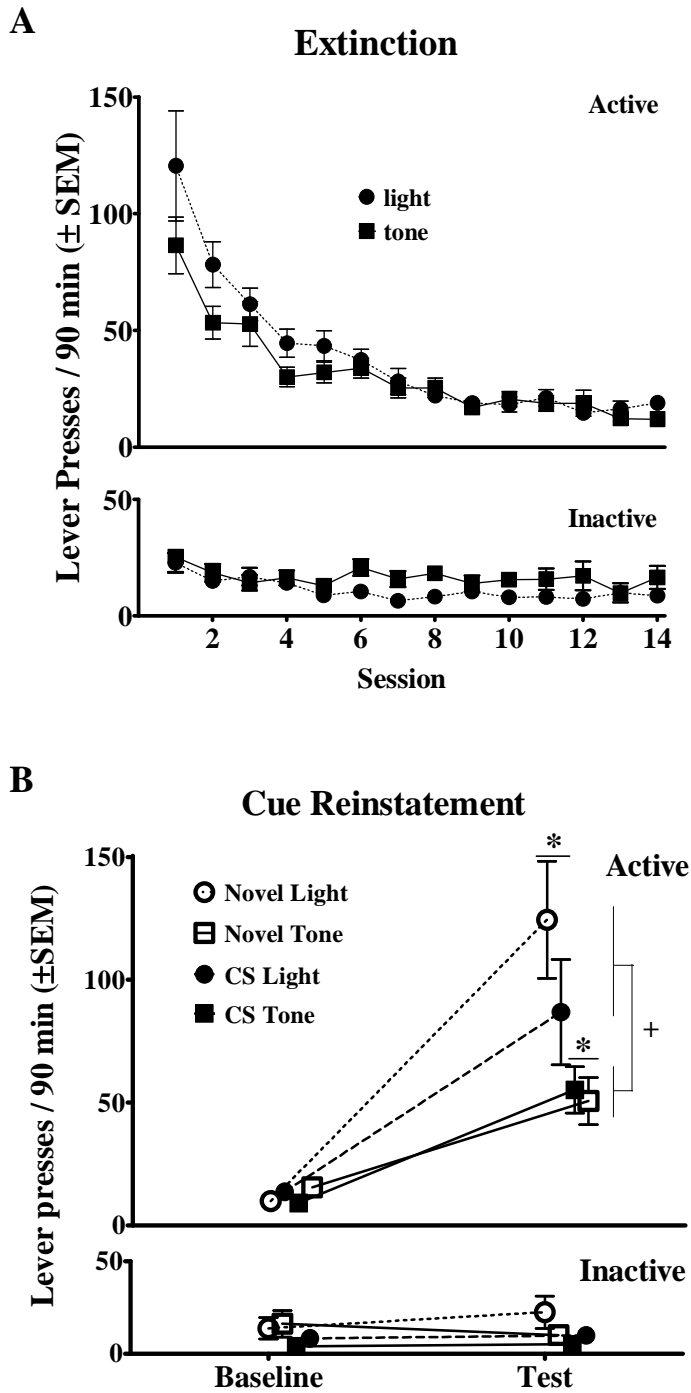 A
Extinction
150
Active
light
tone
100
50
0
Lever Presses / 90 min (± SEM)
50
Inactive
0
2 4 6 8 10 12 14
Session
B
Cue Reinstatement
150
*
Active
Novel Light
Novel Tone
CS Light
CS Tone
100
*
+
50
0
Lever presses / 90 min (±SEM)
50
Inactive
0
Baseline Test